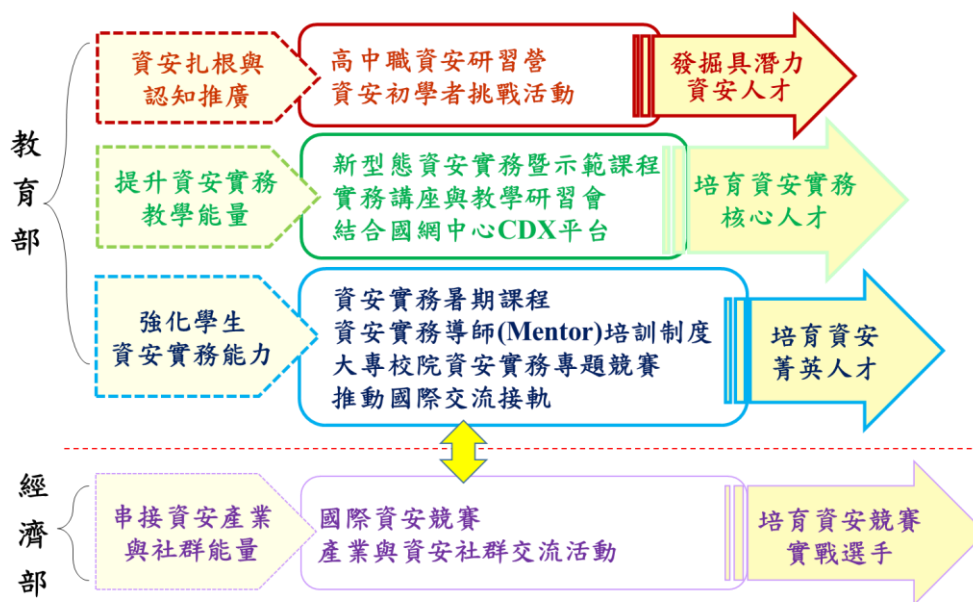 教育部
資安扎根與
認知推廣
高中職資安研習營
資安初學者挑戰活動
發掘具潛力
資安人才
提升資安實務
教學能量
新型態資安實務暨示範課程
實務講座與教學研習會
結合國網中心CDX平台
培育資安實務
核心人才
強化學生
資安實務能力
資安實務暑期課程
資安實務導師(Mentor)培訓制度
大專校院資安實務專題競賽
推動國際交流接軌
培育資安
菁英人才
經濟部
串接資安產業
與社群能量
國際資安競賽
產業與資安社群交流活動
培育資安競賽
實戰選手